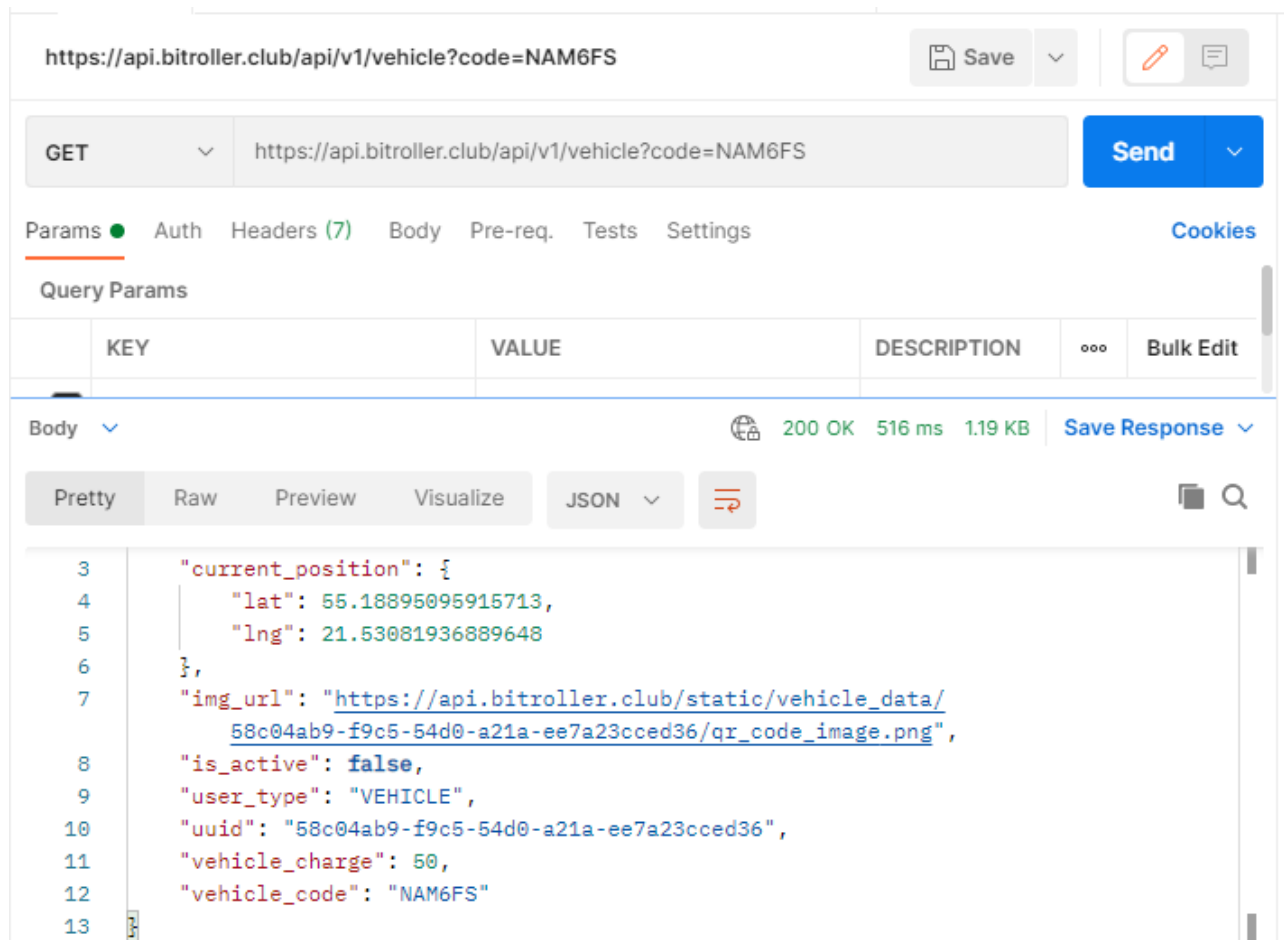 https://api.bitroller.club/api/v1/vehicle?code=NAM6FS Save
GET https://api.bitroller.club/api/v1/vehicle?code=NAM6FS Send
Params Auth Headers (7) Body Pre-req. Tests Settings Cookies
Query Params
KEY VALUE DESCRIPTION ooo Bulk Edit
Body 200 OK 516 ms 1.19 KB Save Response
Pretty Raw Preview Visualize JSON
3 "current_position": {
4 "lat": 55.18895095915713,
5 "lng": 21.53081936889648
6 },
7 "img_url": "https://api.bitroller.club/static/vehicle_data/
58c04ab9-f9c5-54d0-a21a-ee7a23cced36/qr_code_image.png",
8 "is_active": false,
9 "user_type": "VEHICLE",
10 "uuid": "58c04ab9-f9c5-54d0-a21a-ee7a23cced36",
11 "vehicle_charge": 50,
12 "vehicle_code": "NAM6FS"
13 }